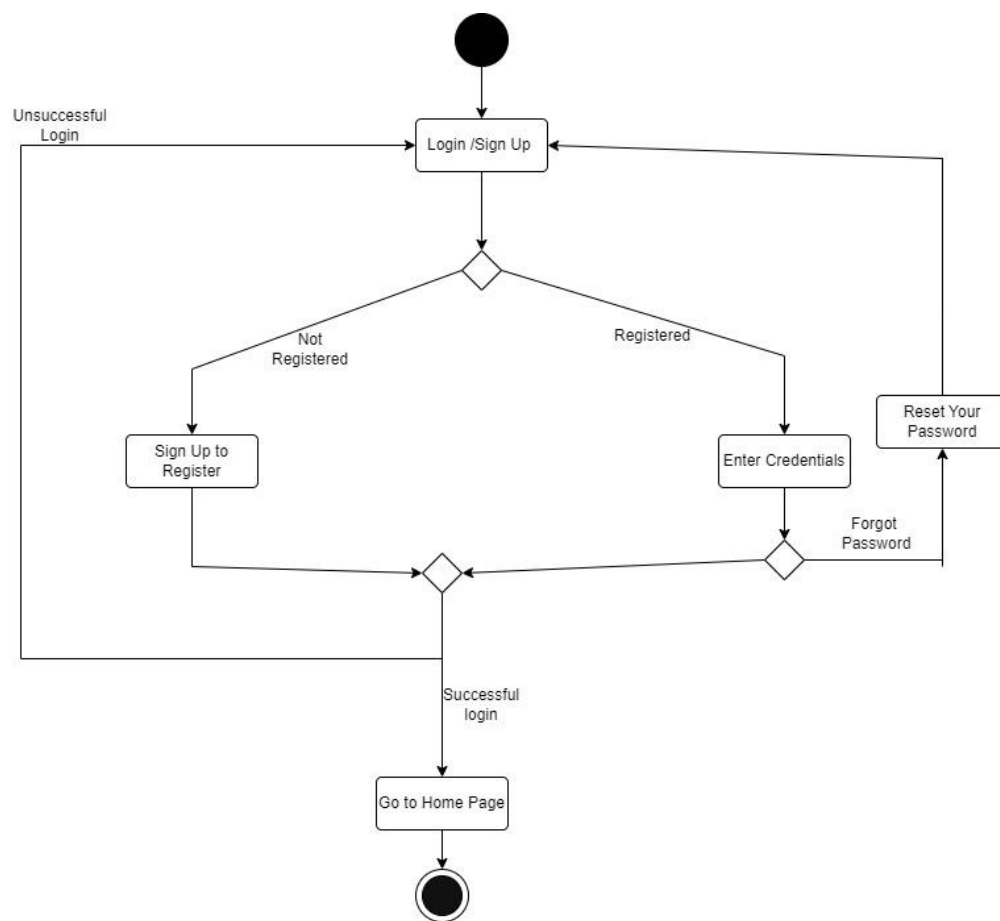 Unsuccessful
Login
Login /Sign Up
Not
Registered
Registered
Reset Your
Password
Sign Up to
Register
Enter Credentials
Forgot
Password
Successful
login
Go to Home Page